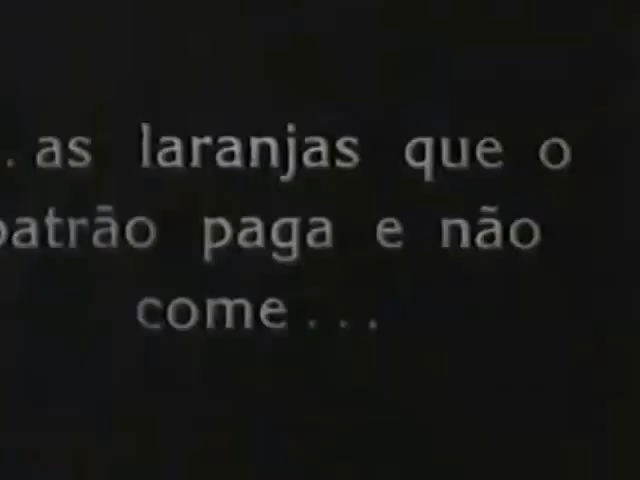 . as laranjas que o
patrão paga e não
come...